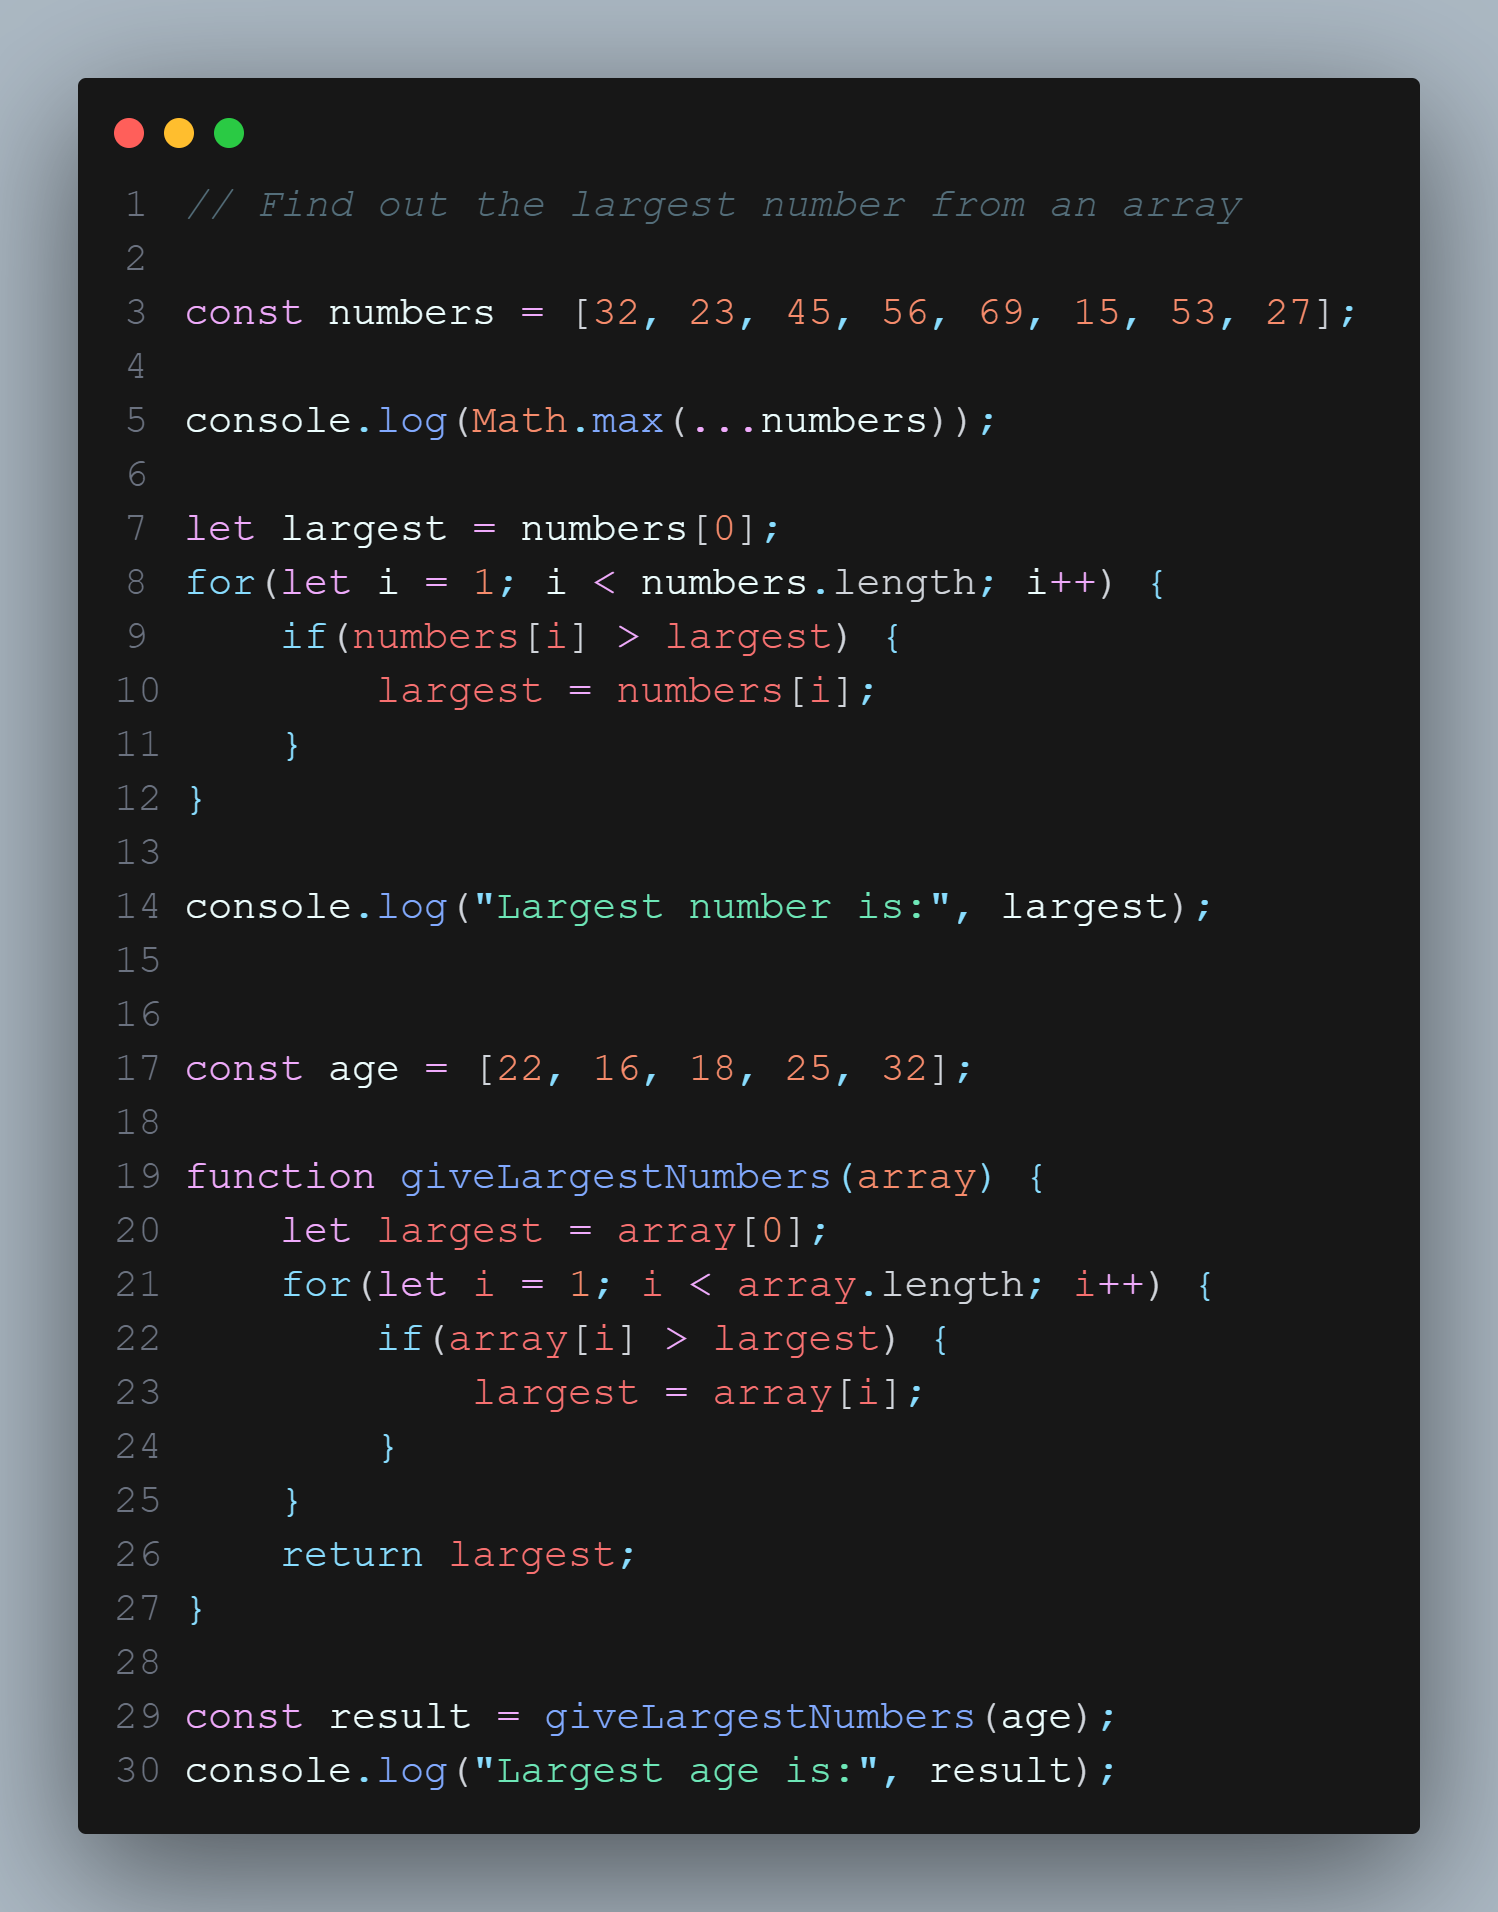 1 // Find out the largest number from an array
2
3 const numbers = [32, 23, 45, 56, 69, 15, 53, 27];
4
5 console.log(Math.max(...numbers));
6
7 let largest = numbers[0];
8 for(let i = 1; i < numbers.length; i++) {
9     if(numbers[i] > largest) {
10         largest = numbers[i];
11     }
12 }
13
14 console.log("Largest number is:", largest);
15
16
17 const age = [22, 16, 18, 25, 32];
18
19 function giveLargestNumbers(array) {
20     let largest = array[0];
21     for(let i = 1; i < array.length; i++) {
22         if(array[i] > largest) {
23             largest = array[i];
24         }
25     }
26     return largest;
27 }
28
29 const result = giveLargestNumbers(age);
30 console.log("Largest age is:", result);